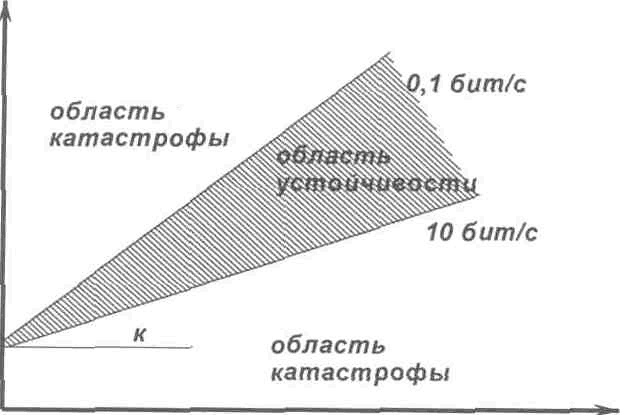 0,1 бит/с
область
катастрофы
область
устойчивости
10 бит/с
к
область
катастрофы